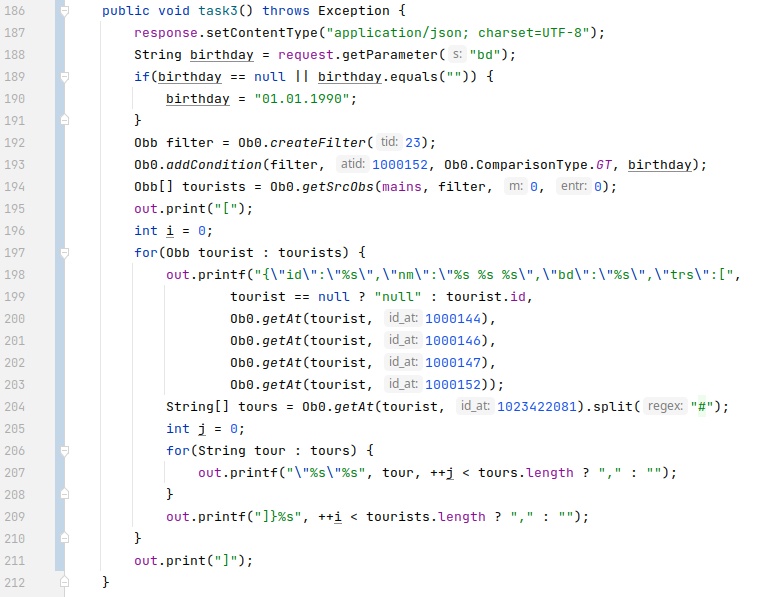 186 public void task3() throws Exception {
187 response.setContentType("application/json; charset=UTF-8");
188 String birthday = request.getParameter( s: "bd");
189 if(birthday == null || birthday.equals("")) {
190 birthday = "01.01.1990";
191 }
192 Obb filter = Ob0.createFilter( tid: 23);
193 Ob0.addCondition(filter, atid: 1000152, Ob0.ComparisonType.GT, birthday);
194 Obb[] tourists = Ob0.getSrcObs(mains, filter, m: 0, entr: 0);
195 out.print("[");
196 int i = 0;
197 for(Obb tourist : tourists) {
198 out.printf("{\"id\":\"%s\",\"nm\":\"%s %s %s\",\"bd\":\"%s\",\"trs\":[",
199 tourist == null ? "null" : tourist.id,
200 Ob0.getAt(tourist, id_at: 1000144),
201 Ob0.getAt(tourist, id_at: 1000146),
202 Ob0.getAt(tourist, id_at: 1000147),
203 Ob0.getAt(tourist, id_at: 1000152));
204 String[] tours = Ob0.getAt(tourist, id_at: 1023422081).split( regex: "#");
205 int j = 0;
206 for(String tour : tours) {
207 out.printf("\"%s\"%s", tour, ++j < tours.length ? "," : "");
208 }
209 out.printf("]}%s", ++i < tourists.length ? "," : "");
210 }
211 out.print("]");
212 }